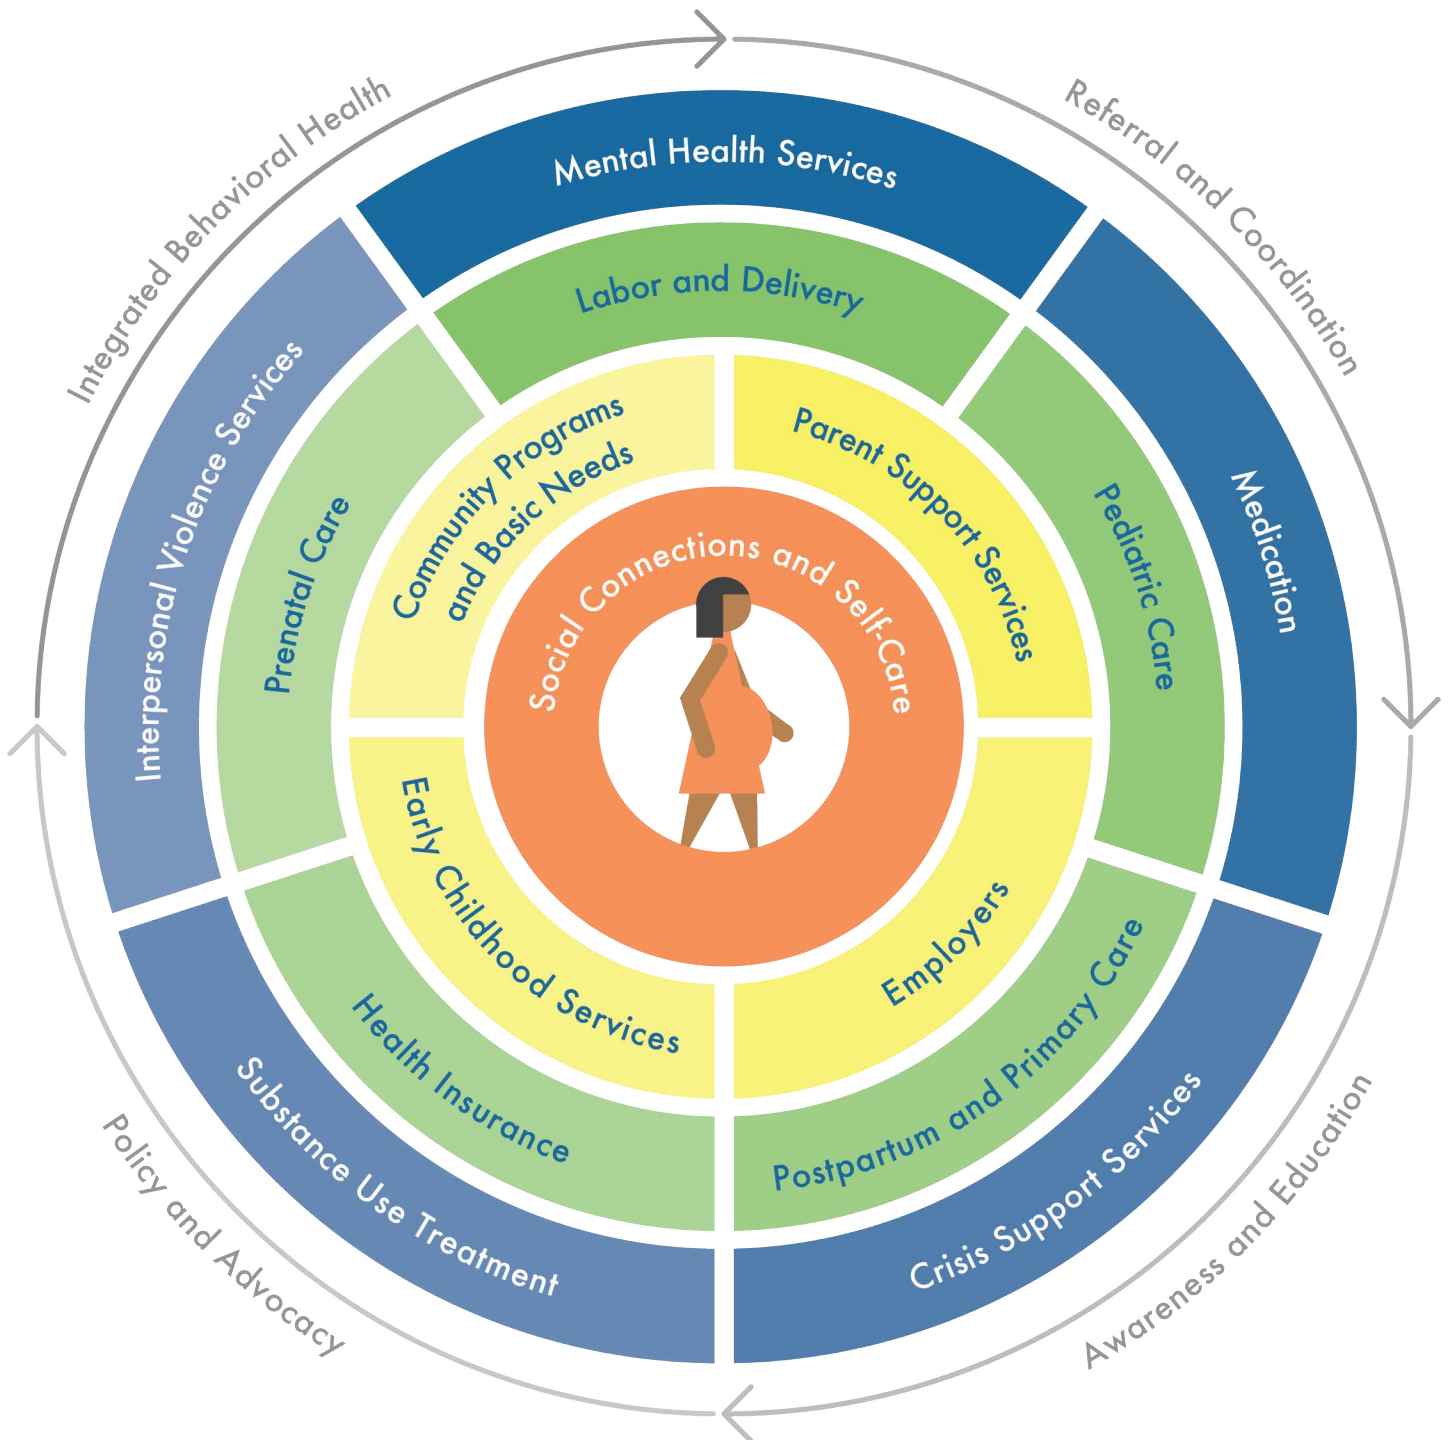 Integrated Behavioral Health
Referral and Coordination
Awareness and Education
Policy and Advocacy
Mental Health Services
Medication
Crisis Support Services
Substance Use Treatment
Interpersonal Violence Services
Labor and Delivery
Pediatric Care
Postpartum and Primary Care
Health Insurance
Prenatal Care
Community Programs
and Basic Needs
Parent Support Services
Employers
Early Childhood Services
Social Connections and Self-Care